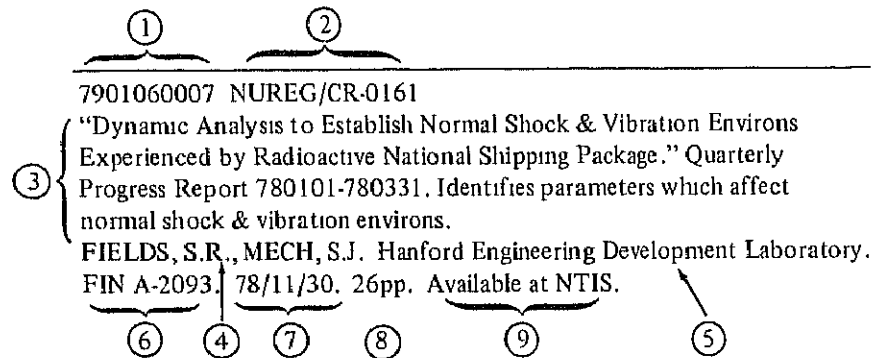 1 2
7901060007 NUREG/CR-0161
“Dynamic Analysis to Establish Normal Shock & Vibration Environs
Experienced by Radioactive National Shipping Package.” Quarterly
3 Progress Report 780101-780331. Identifies parameters which affect
normal shock & vibration environs.
FIELDS, S.R., MECH, S.J. Hanford Engineering Development Laboratory.
FIN A-2093. 78/11/30. 26pp. Available at NTIS.
6 4 7 8 9 5